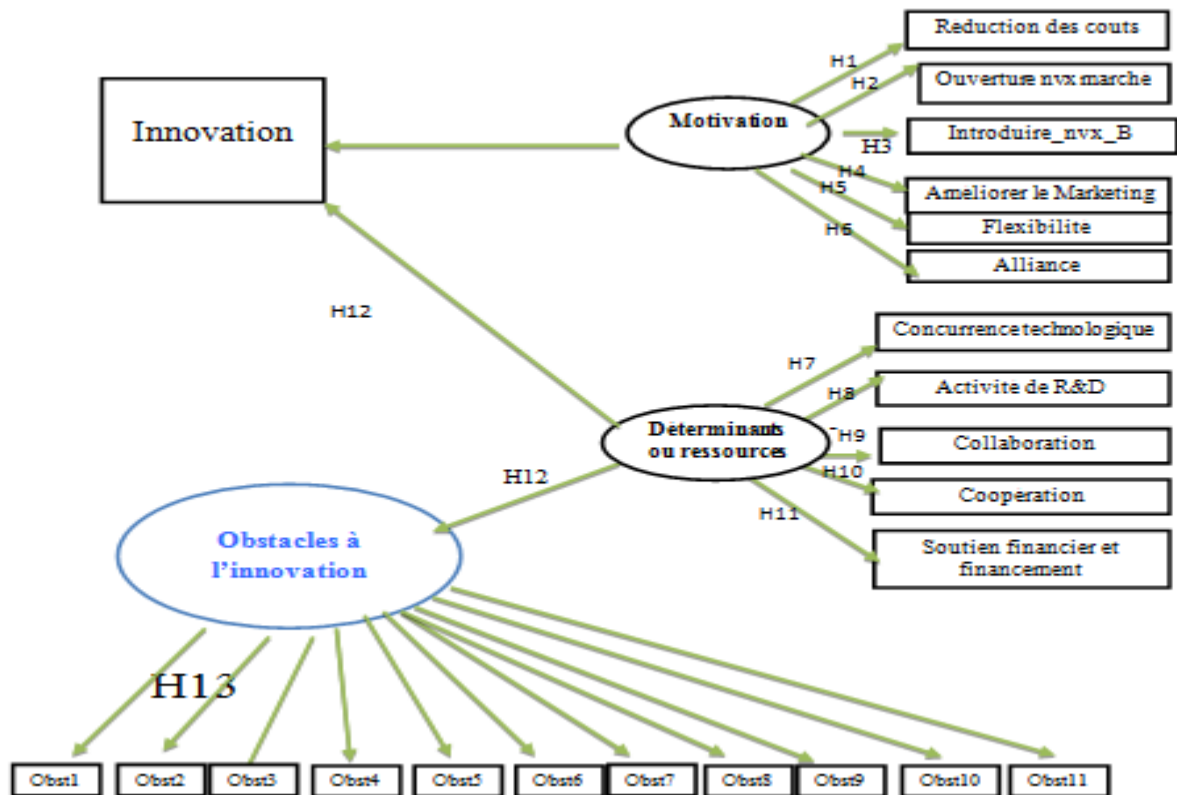 Reduction des couts
H1
Ouverture nvx marche
H2
Innovation
Motivation
Introduire_nvx_B
H3
H4
Ameliorer le Marketing
H5
Flexibilite
H6
Alliance
H12
Concurrence technologique
H7
Activite de R&D
H8
Déterminants
ou ressources
H9
Collaboration
H10
Cooperation
H12
H11
Soutien financier et
financement
Obstacles à
l'innovation
H13
Obst1
Obst2
Obst3
Obst4
Obst5
Obst6
Obst7
Obst8
Obst9
Obst10
Obst11